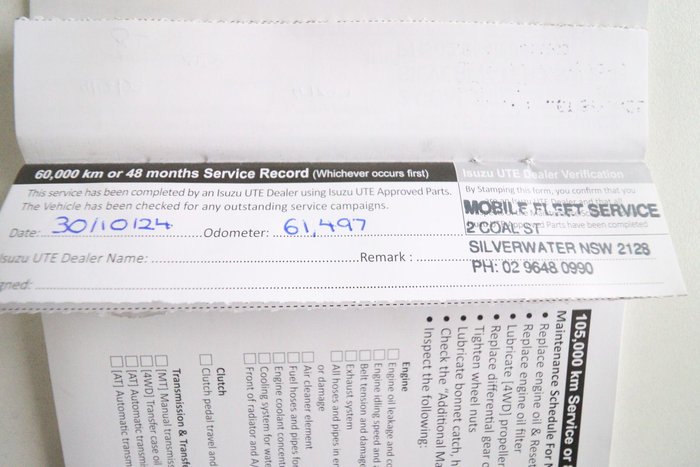 60,000 km or 48 months Service Record (Whichever occurs first)
Isuzu UTE Dealer Verification
This service has been completed by an Isuzu UTE Dealer using Isuzu UTE Approved Parts.
The Vehicle has been checked for any outstanding service campaigns.
By Stamping this form, you confirm that you
Date: 30/10/24 Odometer: 61,497
MOBILE FLEET SERVICE
2 COAL ST
SILVERWATER NSW 2128
PH: 02 9648 0990
Parts have been completed
Isuzu UTE Dealer Name: Remark :
105,000 km Service or
Maintenance Schedule For
• Replace engine oil & Reset
• Replace engine oil filter
• Lubricate [4WD] propeller
• Replace differential gear
• Tighten wheel nuts
• Lubricate bonnet catch,
• Check the "Additional
• Inspect the following:
Engine
Engine oil leakage and
Engine idling speed and
Belt tension and damage
Exhaust system
All hoses and pipes in
or damage
Air cleaner element
Fuel hoses and pipes for
Engine coolant
Cooling system for
Front of radiator and
Clutch
Clutch pedal travel and
Transmission &
[MT] Manual
[4WD] Transfer case oil
[AT] Automatic
[AT] Automatic